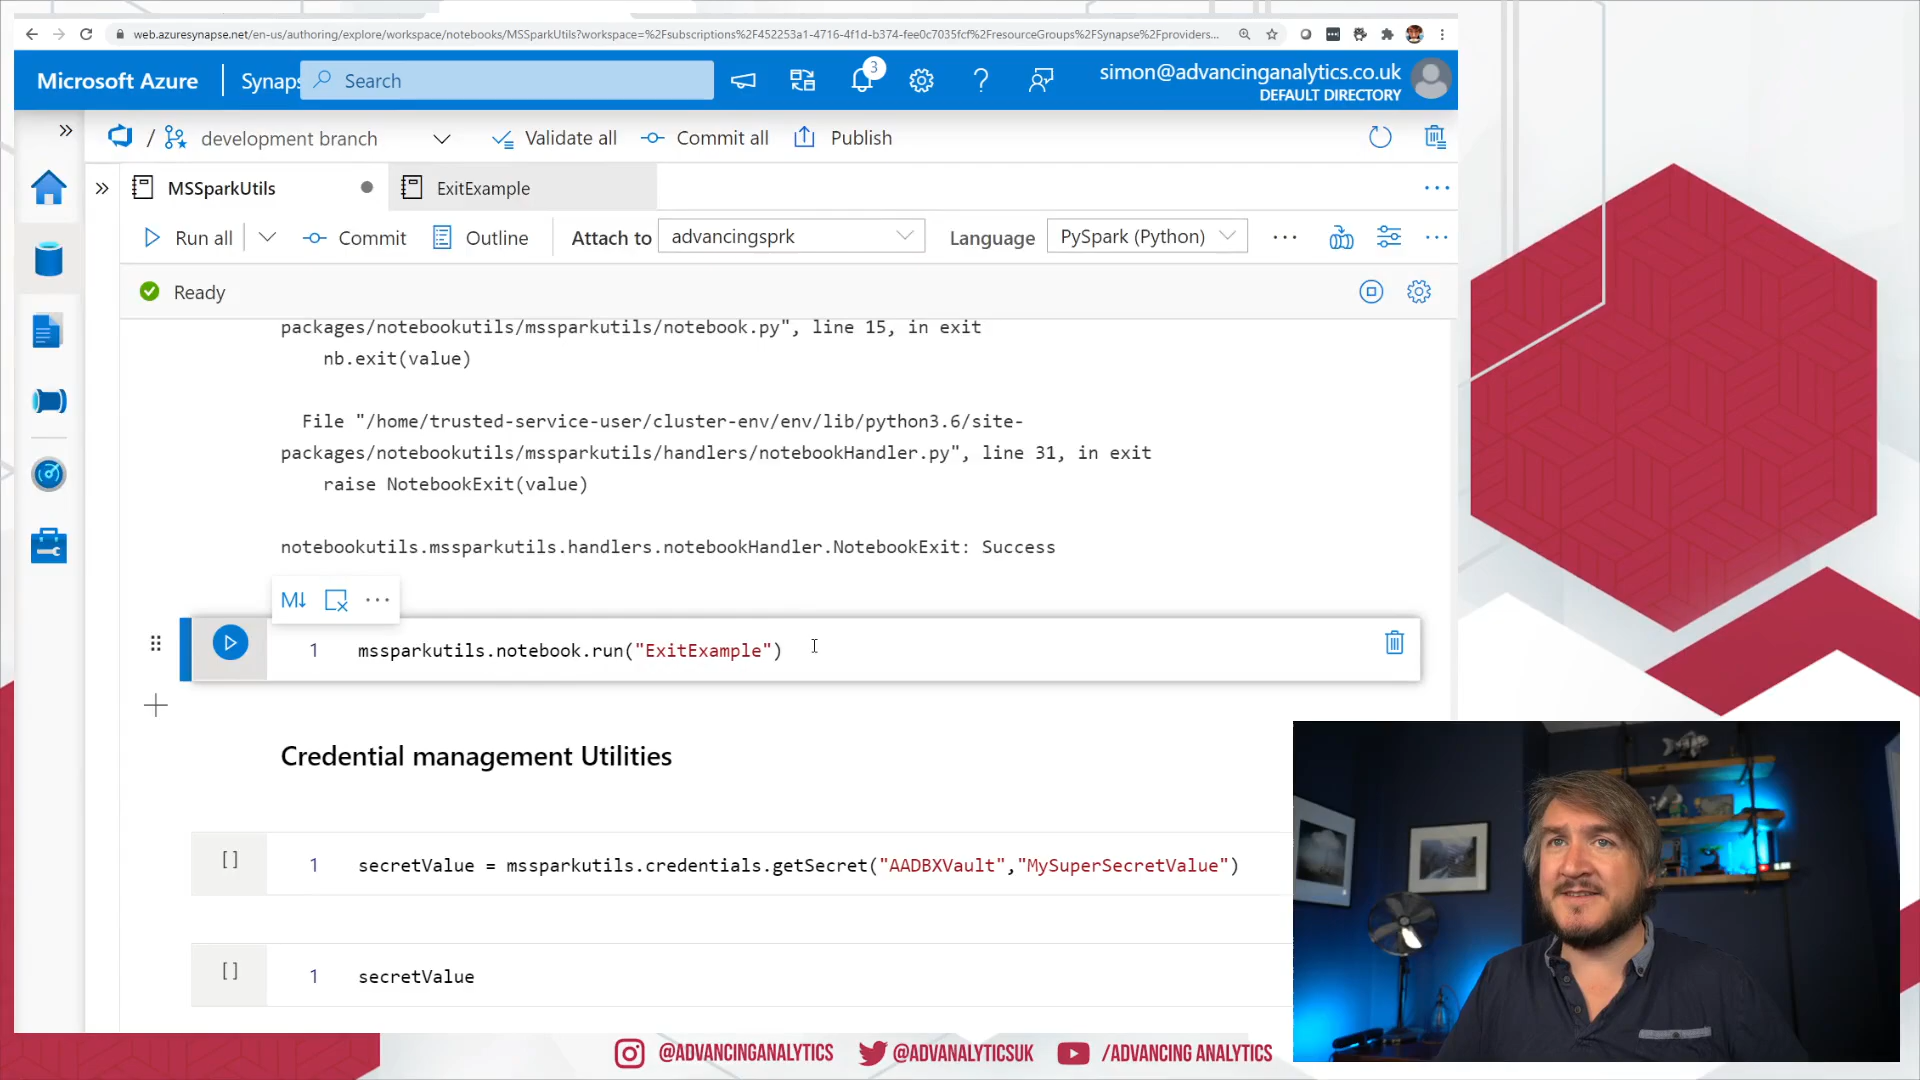 web.azuresynapse.net/en-us/authoring/explore/workspace/notebooks/MSSparkUtils?workspace=%2Fsubscriptions%2F452253a1-4716-4f1d-b374-fee0c7035fcf%2FresourceGroups%2FSynapse%2Fproviders...
Microsoft Azure
Synaps
Search
3
simon@advancinganalytics.co.uk
DEFAULT DIRECTORY
/ development branch
Validate all
Commit all
Publish
MSSparkUtils
ExitExample
Run all
Commit
Outline
Attach to
advancingsprk
Language
PySpark (Python)
Ready
packages/notebookutils/mssparkutils/notebook.py", line 15, in exit
nb.exit(value)
File "/home/trusted-service-user/cluster-env/env/lib/python3.6/site-
packages/notebookutils/mssparkutils/handlers/notebookHandler.py", line 31, in exit
raise NotebookExit(value)
notebookutils.mssparkutils.handlers.notebookHandler.NotebookExit: Success
M↓
1 mssparkutils.notebook.run("ExitExample")
Credential management Utilities
[] 1 secretValue = mssparkutils.credentials.getSecret("AADBXVault","MySuperSecretValue")
[] 1 secretValue
@ADVANCINGANALYTICS
@ADVANALYTICSUK
/ADVANCING ANALYTICS